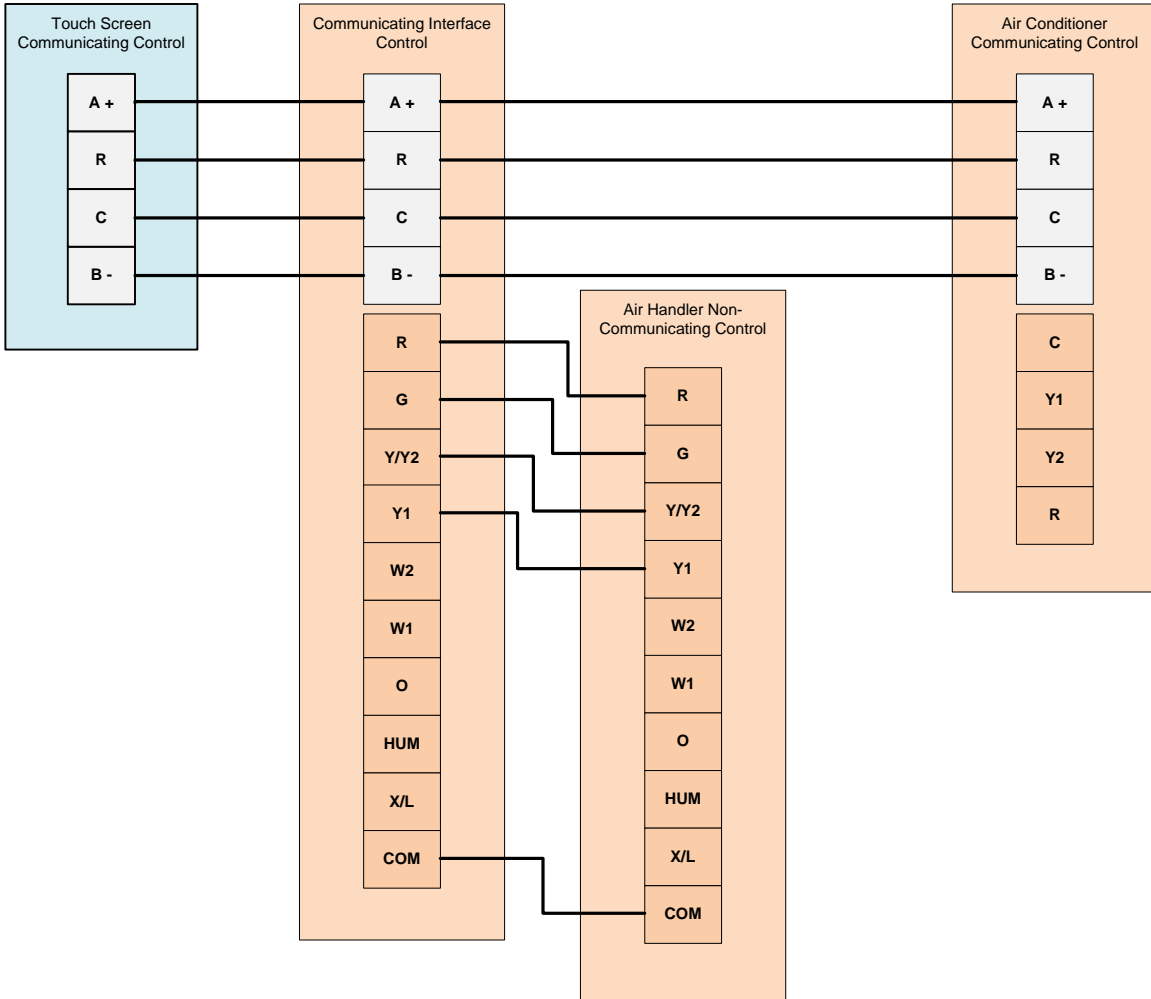 Touch Screen
Communicating Control
A +
R
C
B -
Communicating Interface
Control
A +
R
C
B -
R
G
Y/Y2
Y1
W2
W1
O
HUM
X/L
COM
Air Handler Non-
Communicating Control
R
G
Y/Y2
Y1
W2
W1
O
HUM
X/L
COM
Air Conditioner
Communicating Control
A +
R
C
B -
C
Y1
Y2
R